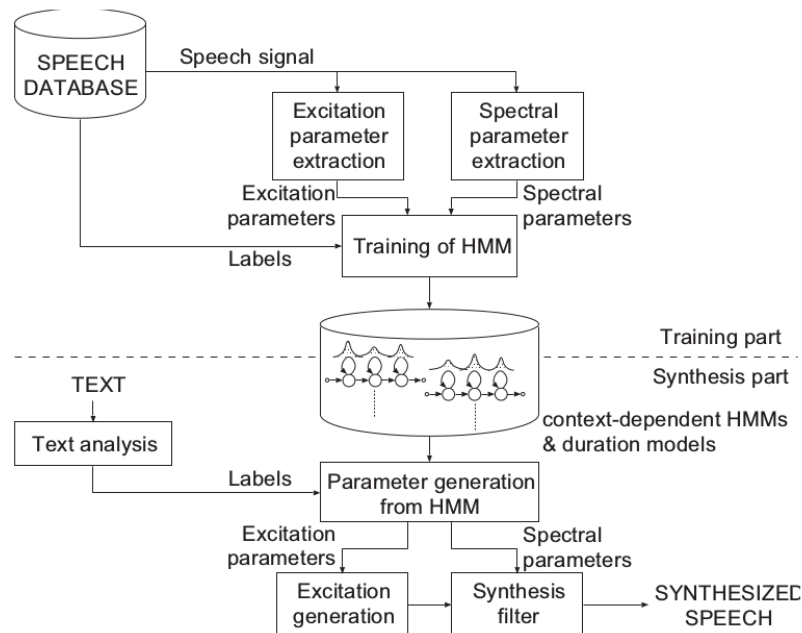 SPEECH
DATABASE
Speech signal
Excitation
parameter
extraction
Spectral
parameter
extraction
Excitation
parameters
Spectral
parameters
Labels
Training of HMM
Training part
Synthesis part
context-dependent HMMs
& duration models
TEXT
Text analysis
Labels
Parameter generation
from HMM
Excitation
parameters
Spectral
parameters
Excitation
generation
Synthesis
filter
SYNTHESIZED
SPEECH